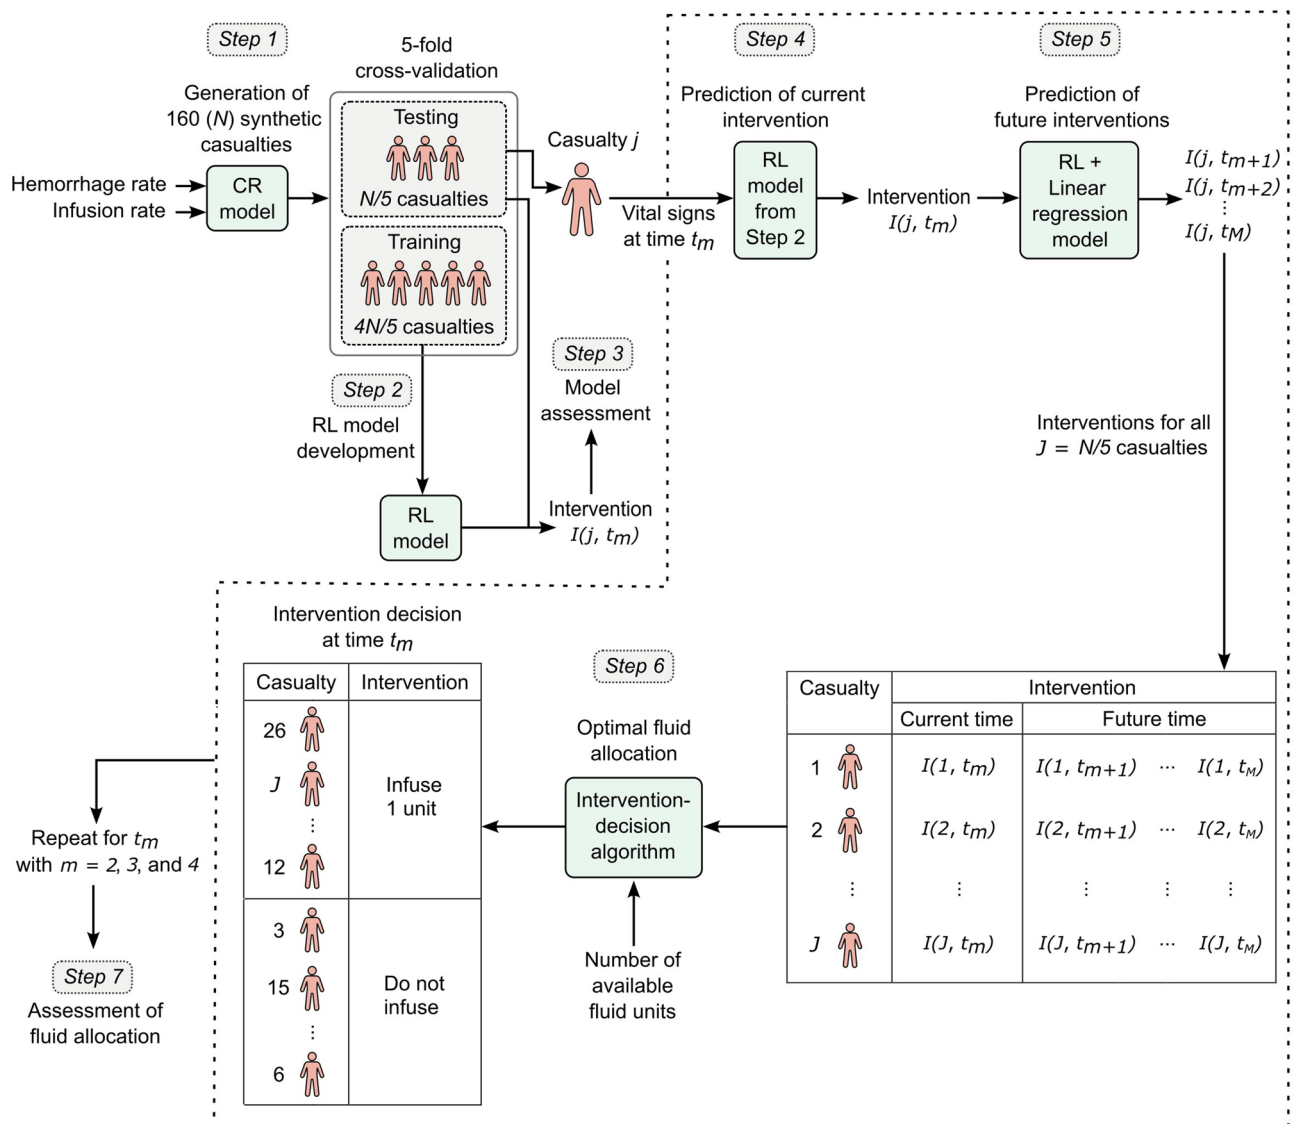 Step 1
Generation of
160 (N) synthetic
casualties
Hemorrhage rate
Infusion rate
CR
model
5-fold
cross-validation
Testing
N/5 casualties
Training
4N/5 casualties
Casualty j
Vital signs
at time tm
Step 2
RL model
development
RL
model
Intervention
I(j, tm)
Step 3
Model
assessment
Step 4
Prediction of current
intervention
RL
model
from
Step 2
Intervention
I(j, tm)
Step 5
Prediction of
future interventions
RL +
Linear
regression
model
I(j, tm+1)
I(j, tm+2)
⋮
I(j, tM)
Interventions for all
J = N/5 casualties
Casualty Intervention
Current time Future time
1 I(1, tm) I(1, tm+1) ... I(1, tM)
2 I(2, tm) I(2, tm+1) ... I(2, tM)
⋮ ⋮ ⋮ ⋮ ⋮
J I(J, tm) I(J, tm+1) ... I(J, tM)
Step 6
Optimal fluid
allocation
Intervention-
decision
algorithm
Number of
available
fluid units
Intervention decision
at time tm
Casualty Intervention
26
J
⋮
12
Infuse
1 unit
3
15
⋮
6
Do not
infuse
Repeat for tm
with m = 2, 3, and 4
Step 7
Assessment of
fluid allocation